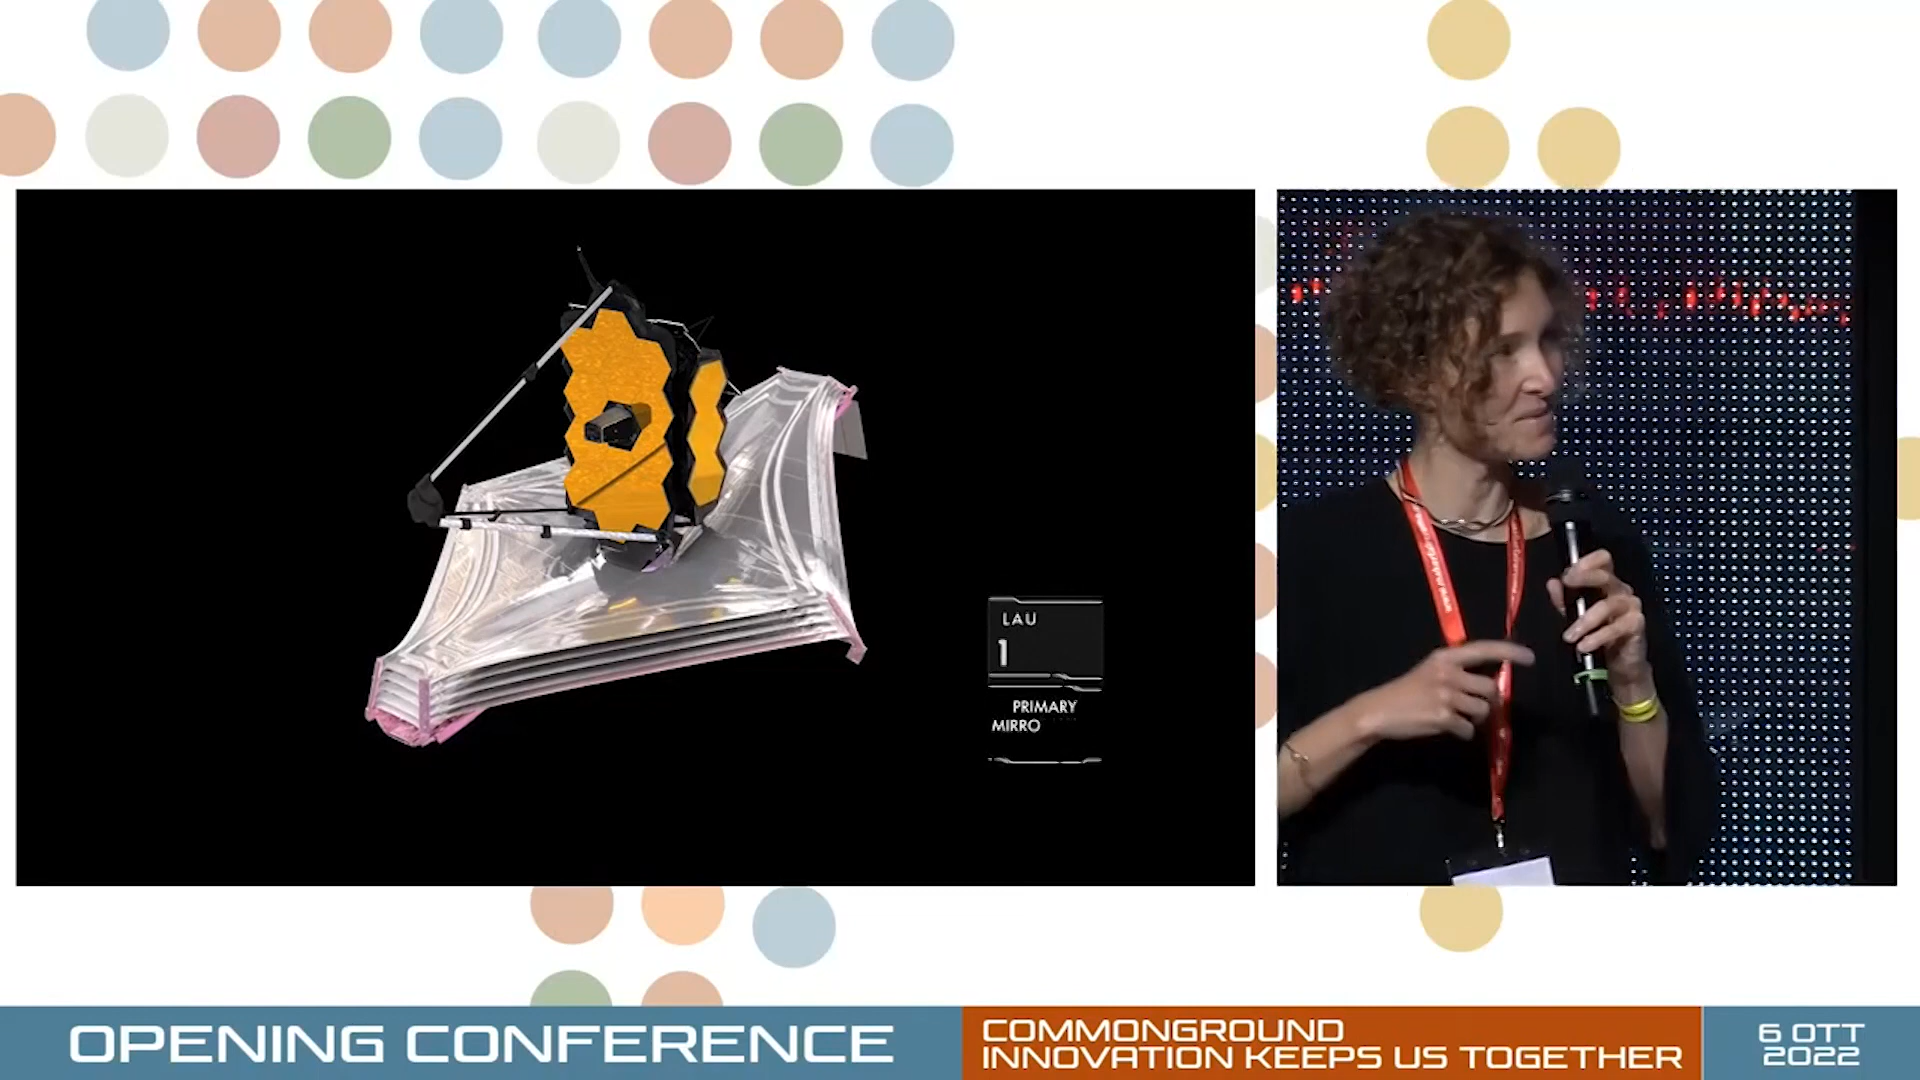 LAU
1
PRIMARY
MIRRO
OPENING CONFERENCE
COMMONGROUND
INNOVATION KEEPS US TOGETHER
6 OTT
2022